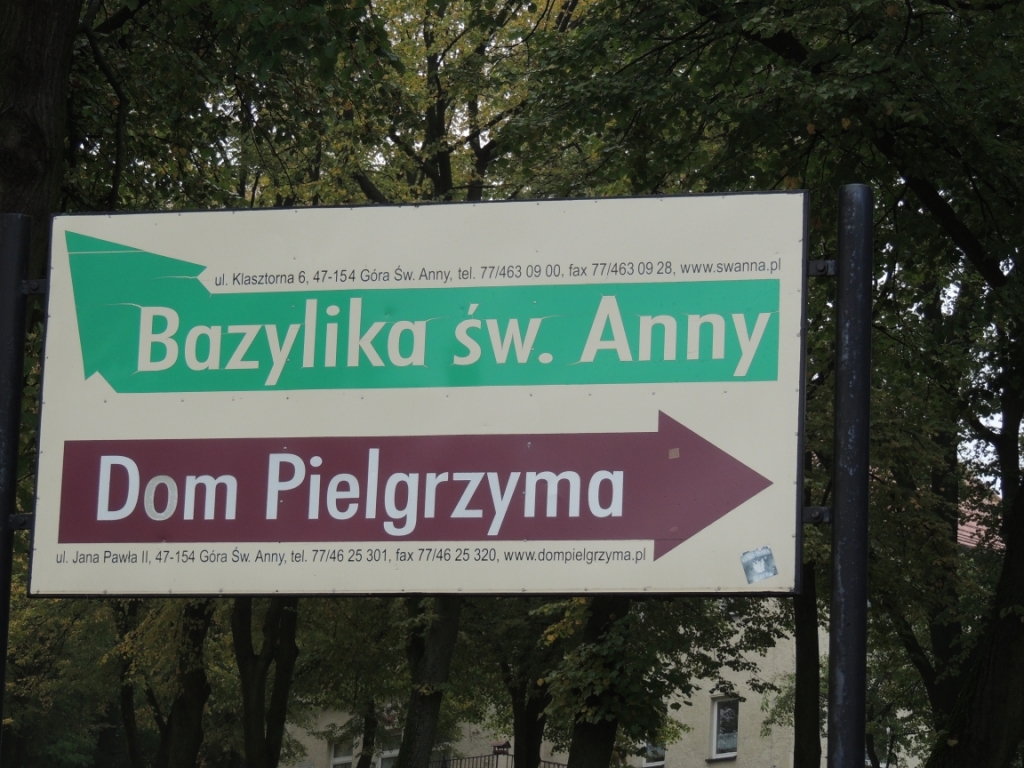 ul. Klasztorna 6, 47-154 Góra Św. Anny, tel. 77/463 09 00, fax 77/463 09 28, www.swanna.pl
Bazylika św. Anny
Dom Pielgrzyma
ul. Jana Pawła II, 47-154 Góra Św. Anny, tel. 77/46 25 301, fax 77/46 25 320, www.dompielgrzyma.pl